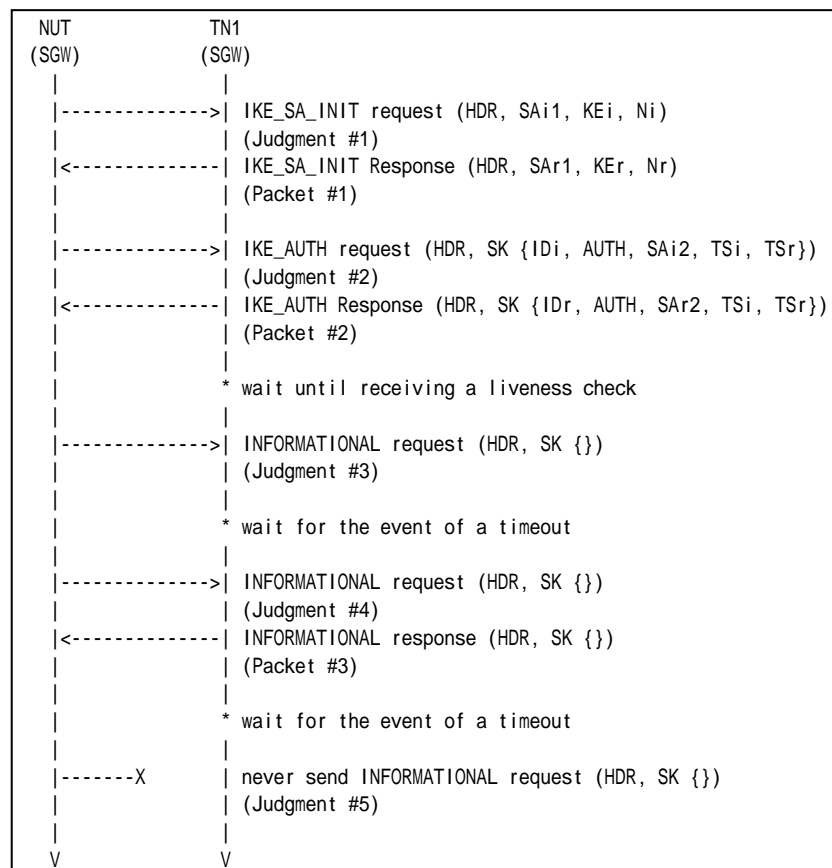 NUT TN1
(SGW) (SGW)
| |
|-------------->| IKE_SA_INIT request (HDR, SAi1, KEi, Ni)
| | (Judgment #1)
|<--------------| IKE_SA_INIT Response (HDR, SAr1, KEr, Nr)
| | (Packet #1)
| |
|-------------->| IKE_AUTH request (HDR, SK {IDi, AUTH, SAi2, TSi, TSr})
| | (Judgment #2)
|<--------------| IKE_AUTH Response (HDR, SK {IDr, AUTH, SAr2, TSi, TSr})
| | (Packet #2)
| |
| * wait until receiving a liveness check
| |
|-------------->| INFORMATIONAL request (HDR, SK {})
| | (Judgment #3)
| |
| * wait for the event of a timeout
| |
|-------------->| INFORMATIONAL request (HDR, SK {})
| | (Judgment #4)
|<--------------| INFORMATIONAL response (HDR, SK {})
| | (Packet #3)
| |
| * wait for the event of a timeout
| |
|-------X | never send INFORMATIONAL request (HDR, SK {})
| | (Judgment #5)
| |
V V